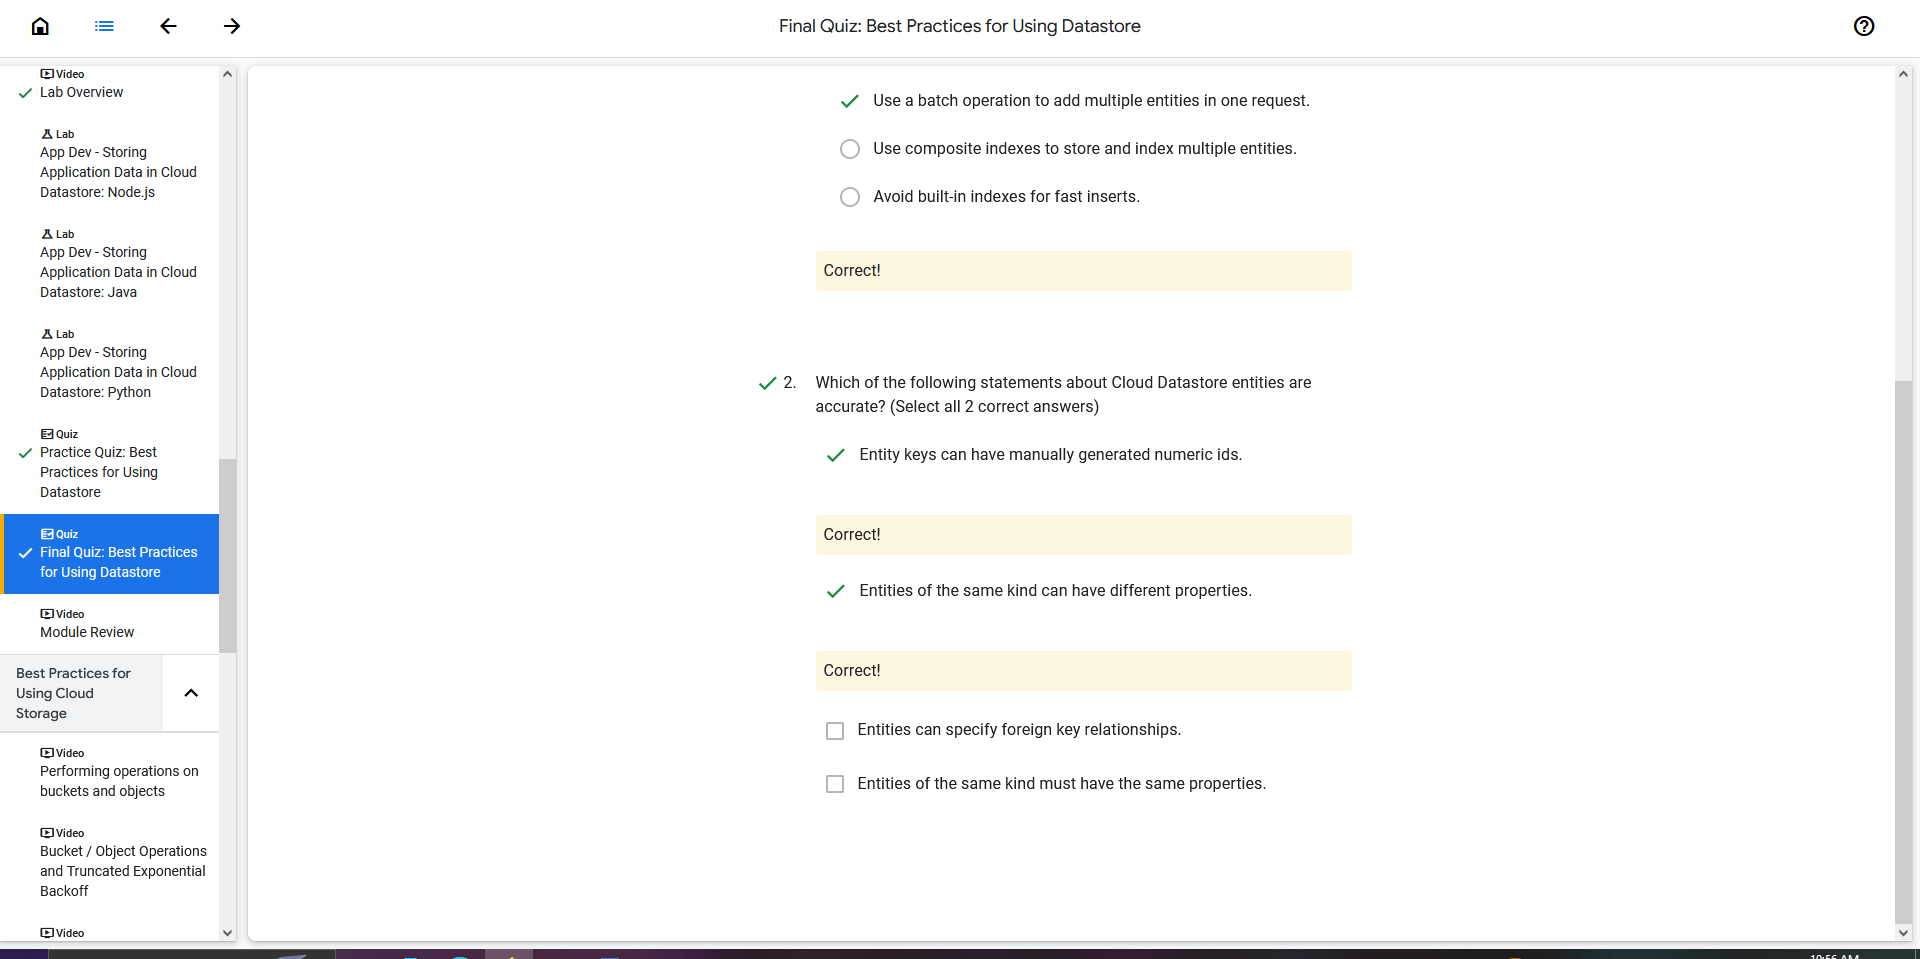 Final Quiz: Best Practices for Using Datastore
Video
Lab Overview
Lab
App Dev - Storing
Application Data in Cloud
Datastore: Node.js
Lab
App Dev - Storing
Application Data in Cloud
Datastore: Java
Lab
App Dev - Storing
Application Data in Cloud
Datastore: Python
Quiz
Practice Quiz: Best
Practices for Using
Datastore
Quiz
Final Quiz: Best Practices
for Using Datastore
Video
Module Review
Best Practices for
Using Cloud
Storage
Video
Performing operations on
buckets and objects
Video
Bucket / Object Operations
and Truncated Exponential
Backoff
Video
Use a batch operation to add multiple entities in one request.
Use composite indexes to store and index multiple entities.
Avoid built-in indexes for fast inserts.
Correct!
2. Which of the following statements about Cloud Datastore entities are
accurate? (Select all 2 correct answers)
Entity keys can have manually generated numeric ids.
Correct!
Entities of the same kind can have different properties.
Correct!
Entities can specify foreign key relationships.
Entities of the same kind must have the same properties.
10:56 AM